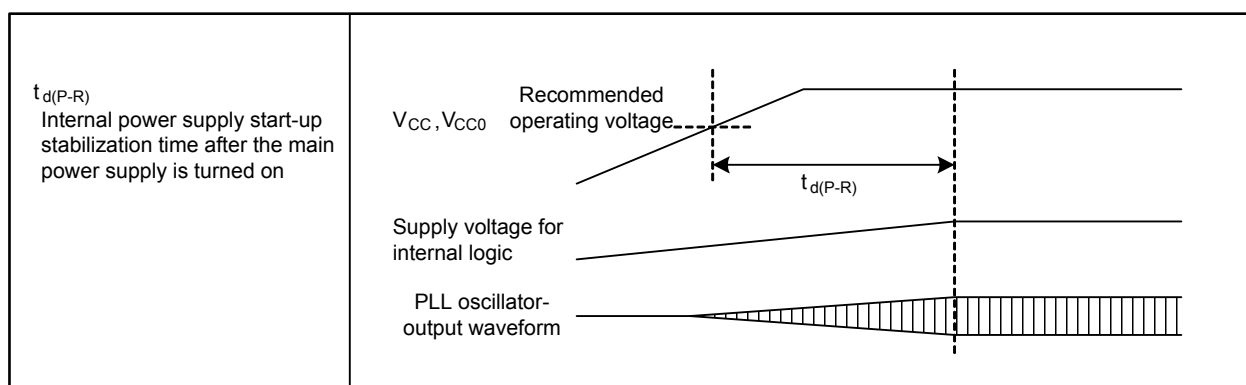 td(P-R)
Internal power supply start-up
stabilization time after the main
power supply is turned on
Recommended
operating voltage
VCC,VCC0
td(P-R)
Supply voltage for
internal logic
PLL oscillator-
output waveform